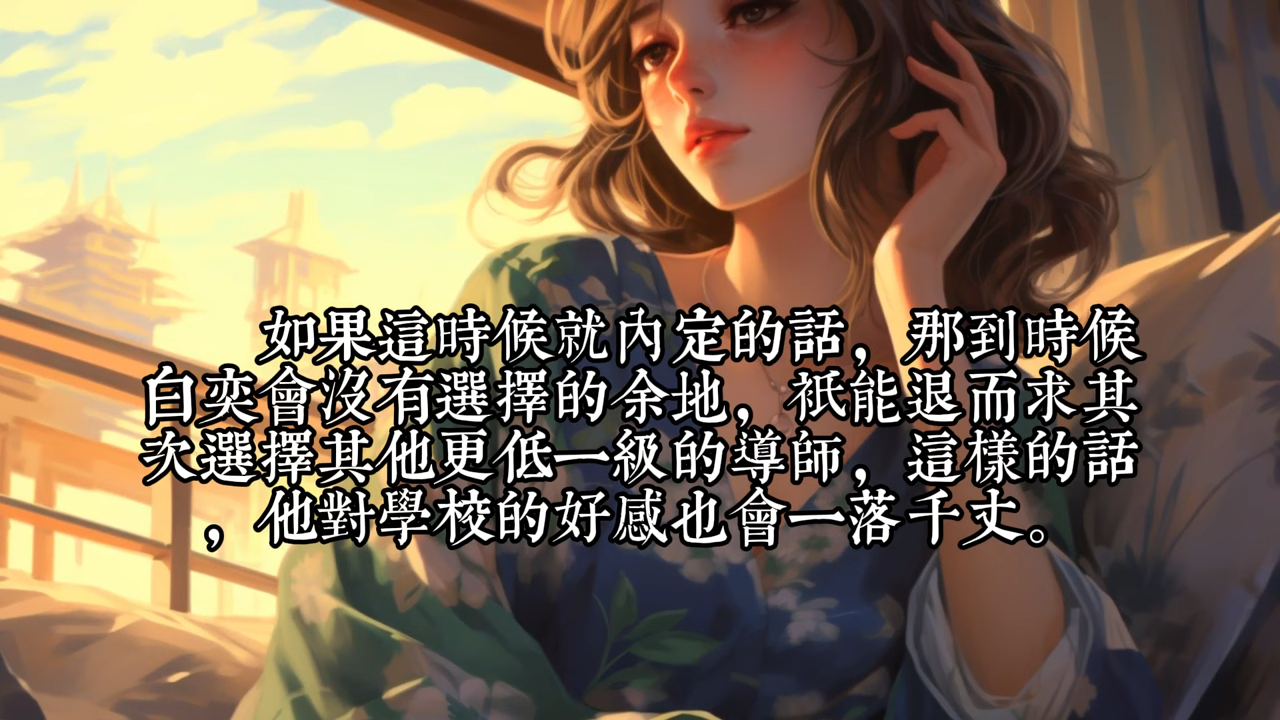 如果這時候就內定的話，那到時候
白奕會沒有選擇的余地，衹能退而求其
次選擇其他更低一級的導師，這樣的話
，他對學校的好感也會一落千丈。